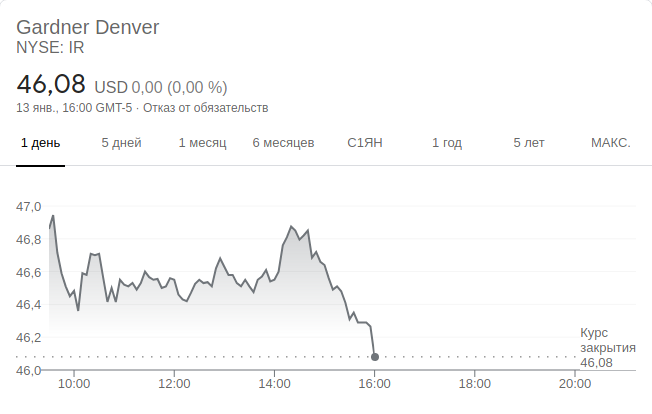 Gardner Denver
NYSE: IR
46,08 USD 0,00 (0,00 %)
13 янв., 16:00 GMT-5 · Отказ от обязательств
1 день 5 дней 1 месяц 6 месяцев С1ЯН 1 год 5 лет МАКС.
47,0
46,8
46,6
46,4
46,2
46,0
Курс
закрытия
46,08
10:00 12:00 14:00 16:00 18:00 20:00